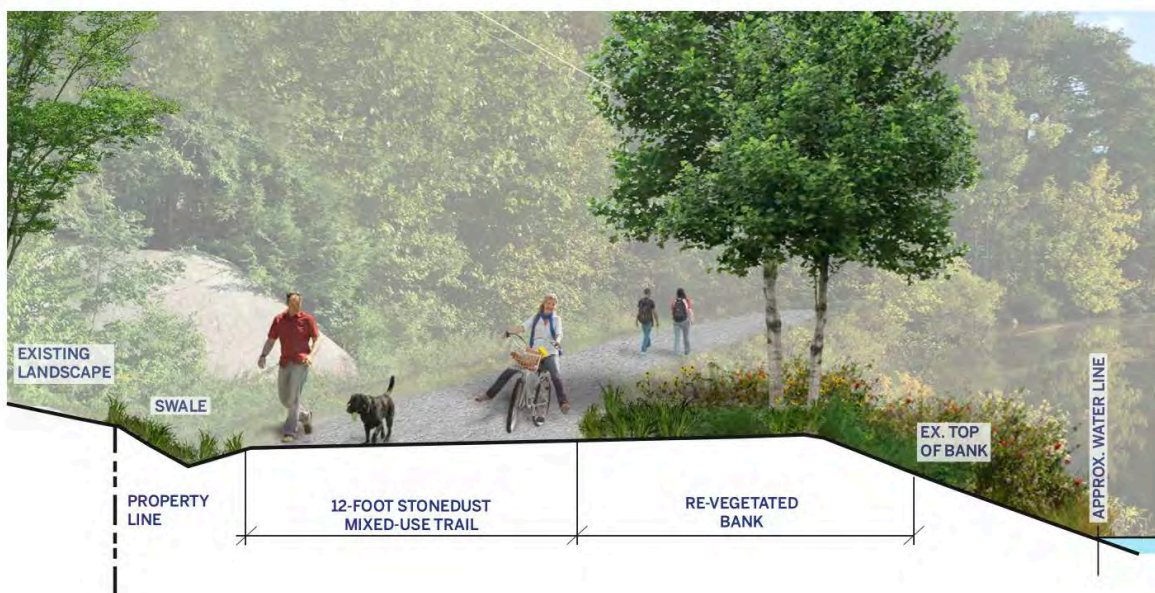 EXISTING
LANDSCAPE
SWALE
EX. TOP
OF BANK
APPROX. WATER LINE
PROPERTY
LINE
12-FOOT STONEDUST
MIXED-USE TRAIL
RE-VEGETATED
BANK